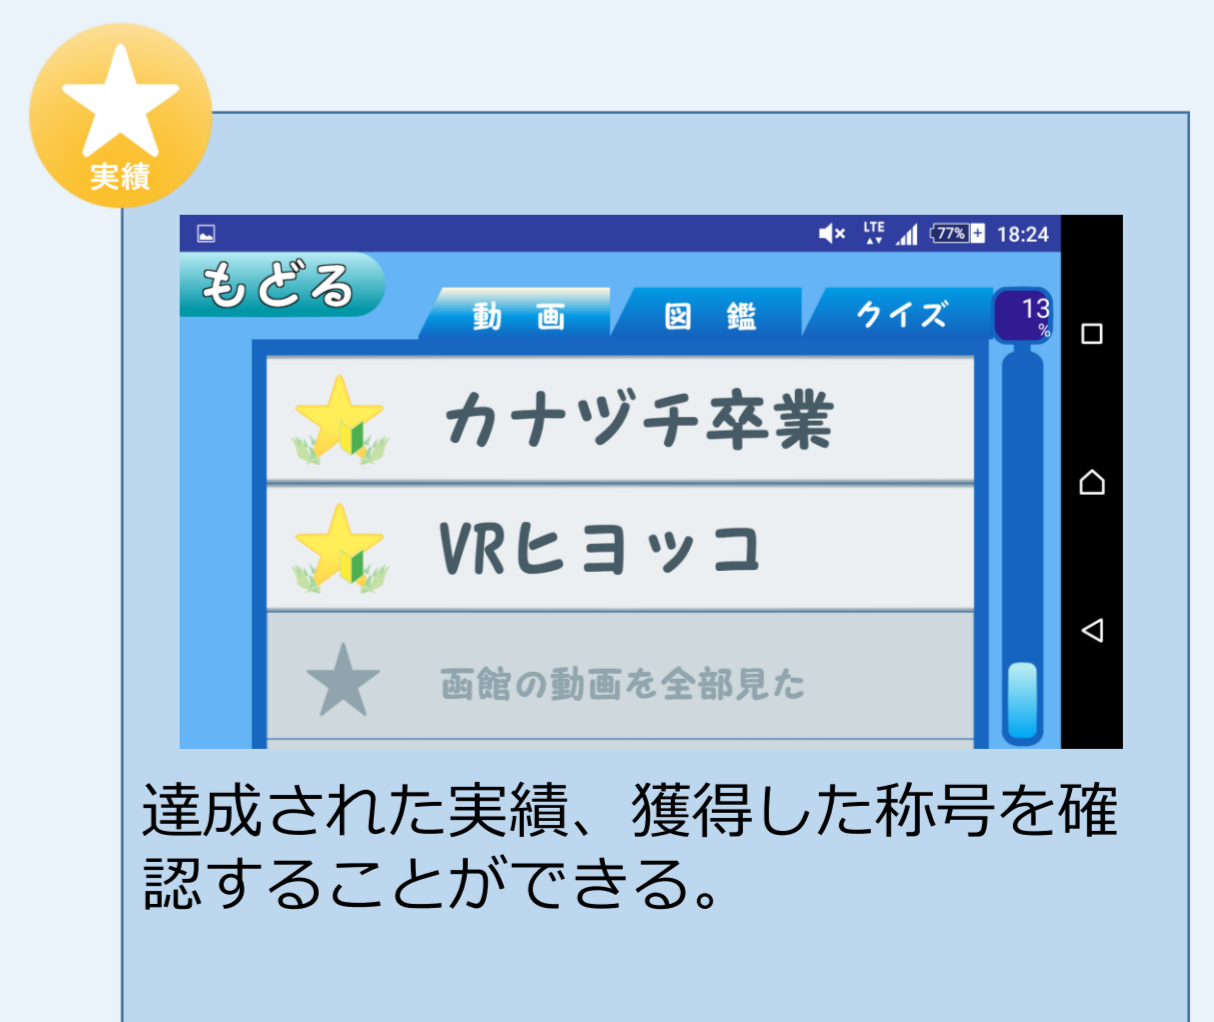 実績
LTE 77% 18:24
もどる
動画 図鑑 クイズ 13%
カナヅチ卒業
VRヒヨッコ
函館の動画を全部見た
達成された実績、獲得した称号を確
認することができる。